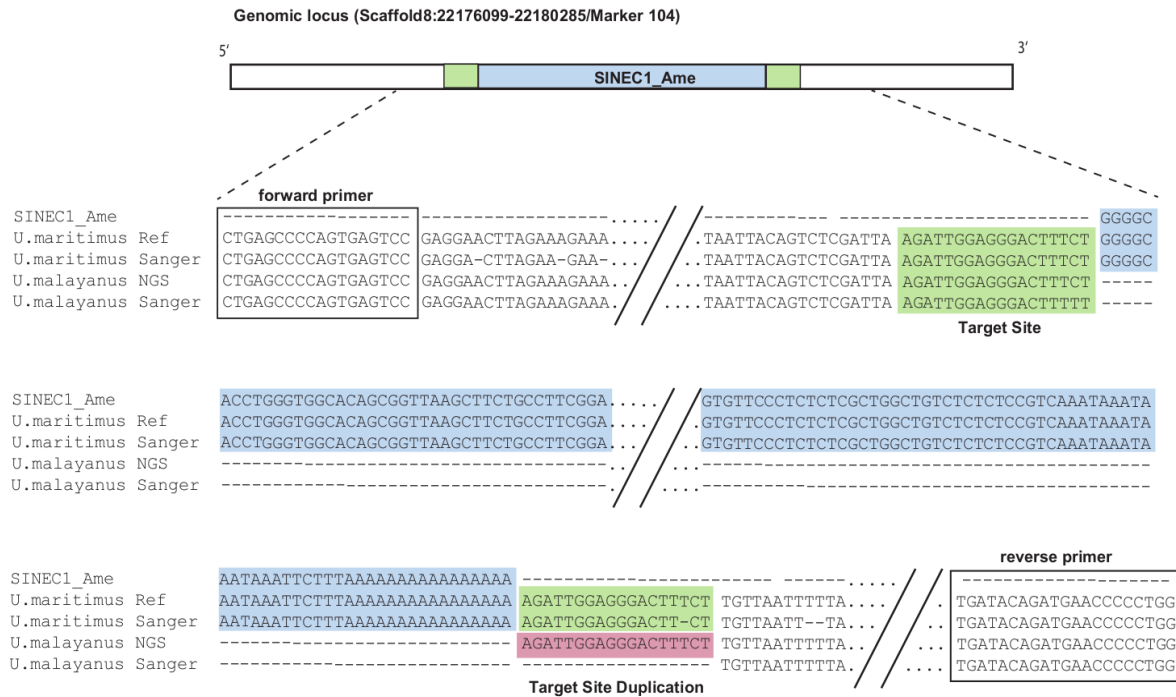 Genomic locus (Scaffold8:22176099-22180285/Marker 104)
5' 3'
SINEC1_Ame
forward primer
SINEC1_Ame ------------------ ------------------..... ..------------- ------------------ GGGGC
U.maritimus Ref CTGAGCCCCAGTGAGTCC GAGGAACTTAGAAAGAAA..... ..TAATTACAGTCTCGATTA AGATTGGAGGGACTTTCT GGGGC
U.maritimus Sanger CTGAGCCCCAGTGAGTCC GAGGA-CTTAGAA-GAA-..... ....TAATTACAGTCTCGATTA AGATTGGAGGGACTTTCT GGGGC
U.malayanus NGS CTGAGCCCCAGTGAGTCC GAGGAACTTAGAAAGAAA.... ....TAATTACAGTCTCGATTA AGATTGGAGGGACTTTCT -----
U.malayanus Sanger CTGAGCCCCAGTGAGTCC GAGGAACTTAGAAAGAAA.. ....TAATTACAGTCTCGATTA AGATTGGAGGGACTTTTT -----
Target Site
SINEC1_Ame ACCTGGGTGGCACAGCGGTTAAGCTTCTGCCTTCGGA..... GTGTTCCCTCTCTCGCTGGCTGTCTCTCTCCGTCAAATAAATA
U.maritimus Ref ACCTGGGTGGCACAGCGGTTAAGCTTCTGCCTTCGGA..... GTGTTCCCTCTCTCGCTGGCTGTCTCTCTCCGTCAAATAAATA
U.maritimus Sanger ACCTGGGTGGCACAGCGGTTAAGCTTCTGCCTTCGGA.... GTGTTCCCTCTCTCGCTGGCTGTCTCTCTCCGTCAAATAAATA
U.malayanus NGS -------------------------------------.. ....-------------------------------------------
U.malayanus Sanger -------------------------------------.. ....-------------------------------------------
reverse primer
SINEC1_Ame AATAAATTCTTTAAAAAAAAAAAAAAA ------------------ ----..... --------------------
U.maritimus Ref AATAAATTCTTTAAAAAAAAAAAAAAA AGATTGGAGGGACTTTCT TGTTAATTTTTA..... TGATACAGATGAACCCCCTGG
U.maritimus Sanger AATAAATTCTTTAAAAAAAAAAAAAAA AGATTGGAGGGACTT-CT TGTTAATT--TA.... TGATACAGATGAACCCCCTGG
U.malayanus NGS --------------------------- AGATTGGAGGGACTTTCT TGTTAATTTTTA.... TGATACAGATGAACCCCCTGG
U.malayanus Sanger --------------------------- ------------------ TGTTAATTTTTA.. .... TGATACAGATGAACCCCCTGG
Target Site Duplication